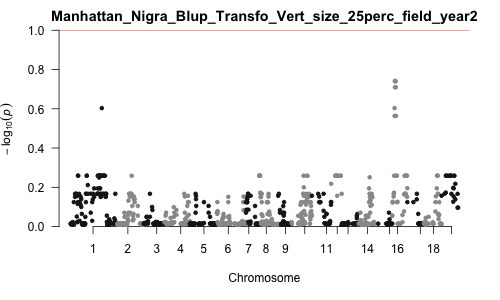 Manhattan_Nigra_Blup_Transfo_Vert_size_25perc_field_year2
1.0
0.8
0.6
0.4
0.2
0.0
− log10(p)
1 2 3 4 5 6 7 8 9 11 14 16 18
Chromosome